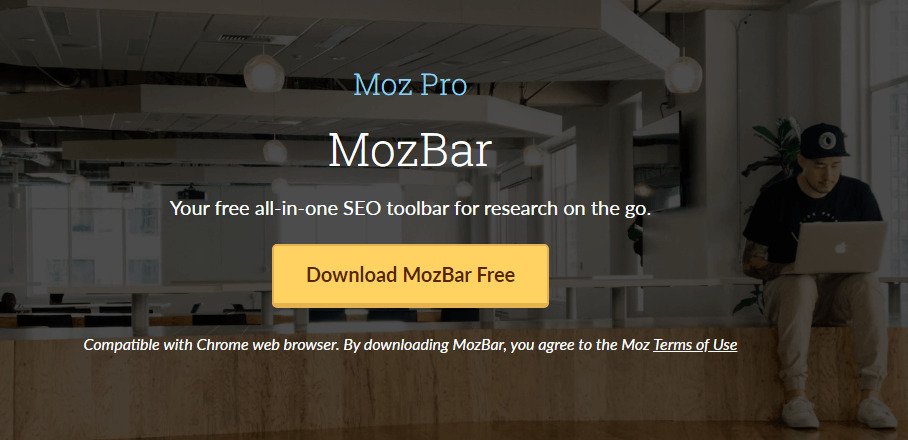 Moz Pro
MozBar
Your free all-in-one SEO toolbar for research on the go.
Download MozBar Free
Compatible with Chrome web browser. By downloading MozBar, you agree to the Moz Terms of Use